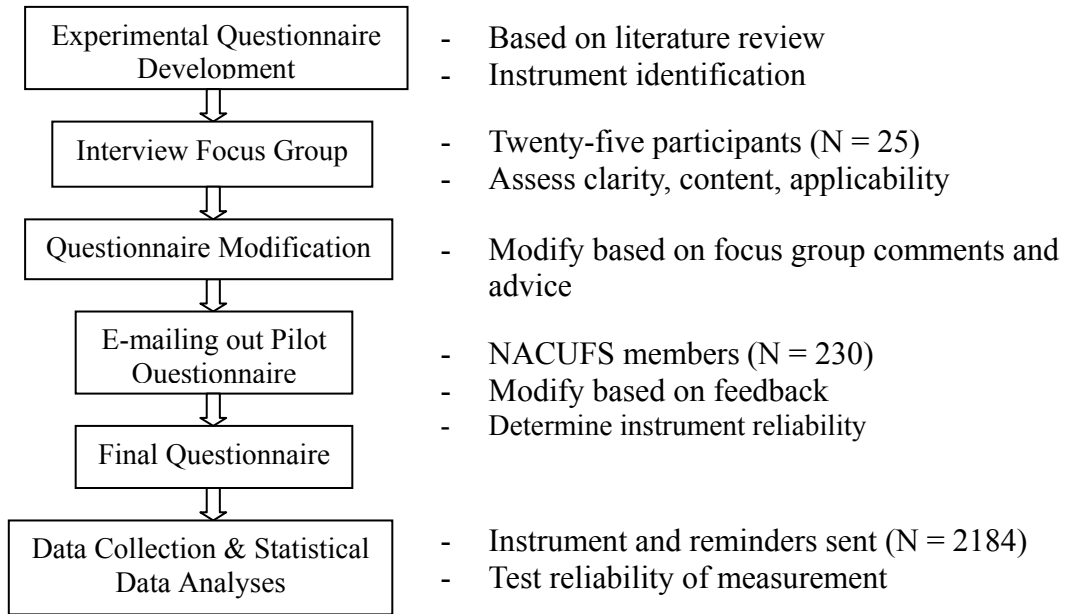 Experimental Questionnaire
Development
- Based on literature review
- Instrument identification
Interview Focus Group
- Twenty-five participants (N = 25)
- Assess clarity, content, applicability
Questionnaire Modification
- Modify based on focus group comments and
advice
E-mailing out Pilot
Questionnaire
- NACUFS members (N = 230)
- Modify based on feedback
- Determine instrument reliability
Final Questionnaire
Data Collection & Statistical
Data Analyses
- Instrument and reminders sent (N = 2184)
- Test reliability of measurement